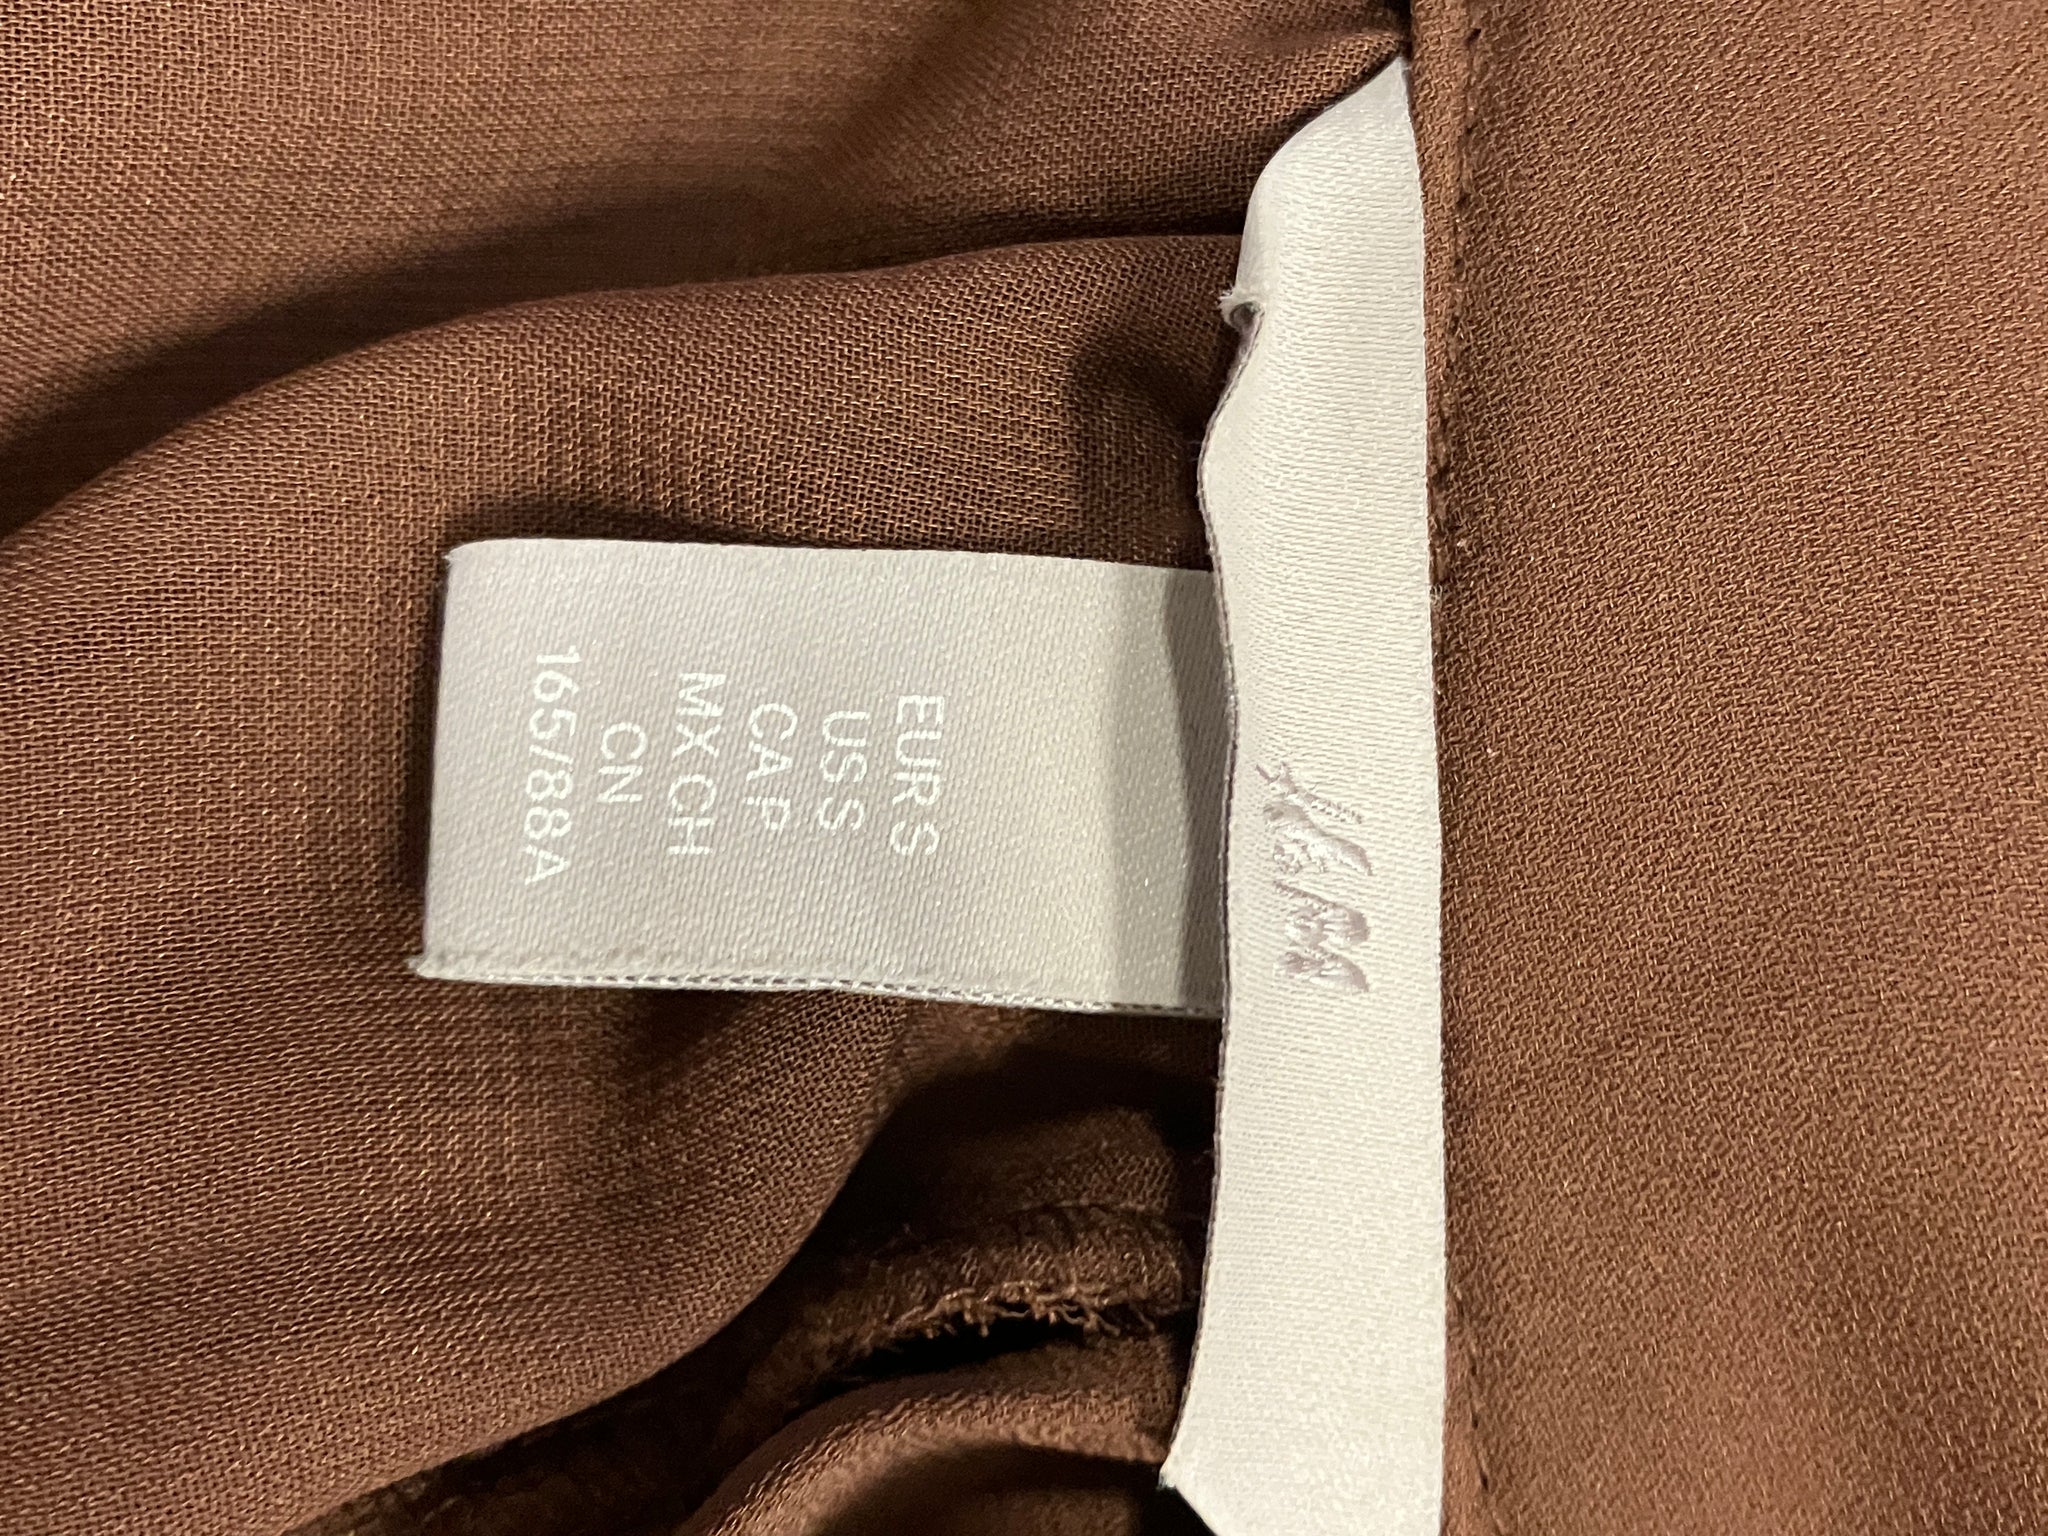 H&M
EUR S
US S
CA P
MX CH
CN
165/88A